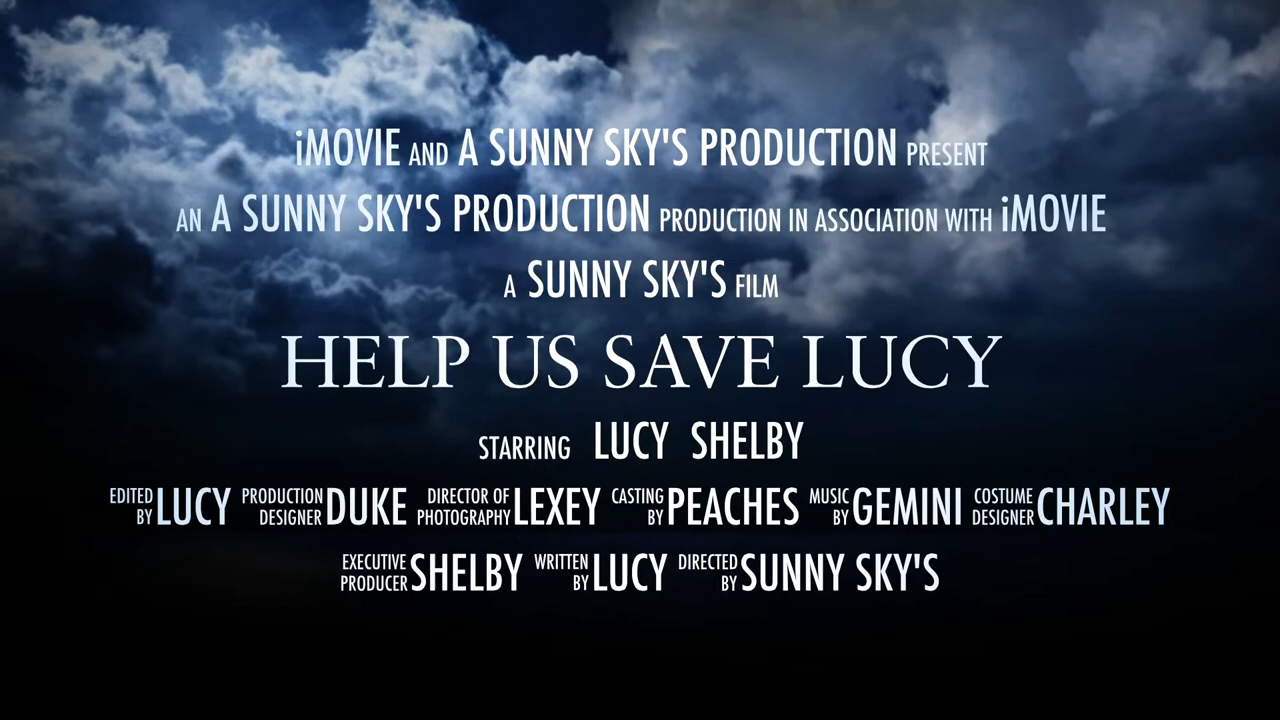 iMOVIE AND A SUNNY SKY'S PRODUCTION PRESENT
AN A SUNNY SKY'S PRODUCTION PRODUCTION IN ASSOCIATION WITH iMOVIE
A SUNNY SKY'S FILM
HELP US SAVE LUCY
STARRING LUCY SHELBY
EDITED BY LUCY PRODUCTION DESIGNER DUKE DIRECTOR OF PHOTOGRAPHY LEXEY CASTING BY PEACHES MUSIC BY GEMINI COSTUME DESIGNER CHARLEY
EXECUTIVE PRODUCER SHELBY WRITTEN BY LUCY DIRECTED BY SUNNY SKY'S